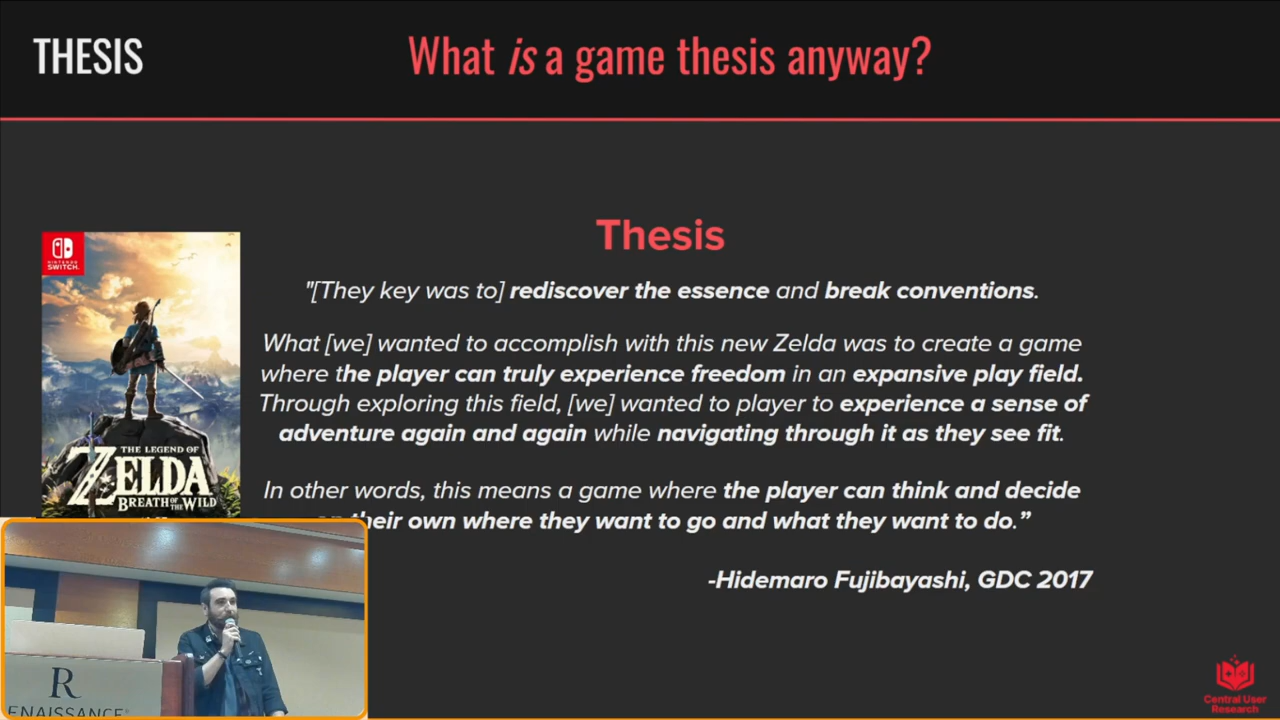 THESIS
What is a game thesis anyway?
Thesis
"[They key was to] rediscover the essence and break conventions.
What [we] wanted to accomplish with this new Zelda was to create a game
where the player can truly experience freedom in an expansive play field.
Through exploring this field, [we] wanted to player to experience a sense of
adventure again and again while navigating through it as they see fit.
In other words, this means a game where the player can think and decide
their own where they want to go and what they want to do.”
-Hidemaro Fujibayashi, GDC 2017
NINTENDO
SWITCH
THE LEGEND OF
ZELDA
BREATH OF THE WILD
R
ENAISSANCE
Central User
Research